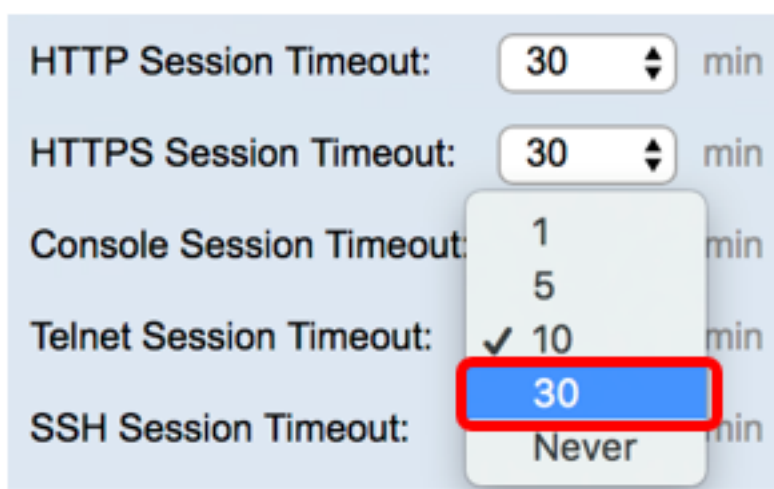 HTTP Session Timeout: 30 min
HTTPS Session Timeout: 30 min
1
Console Session Timeout: min
5
Telnet Session Timeout: ✓ 10 min
30
SSH Session Timeout: min
Never